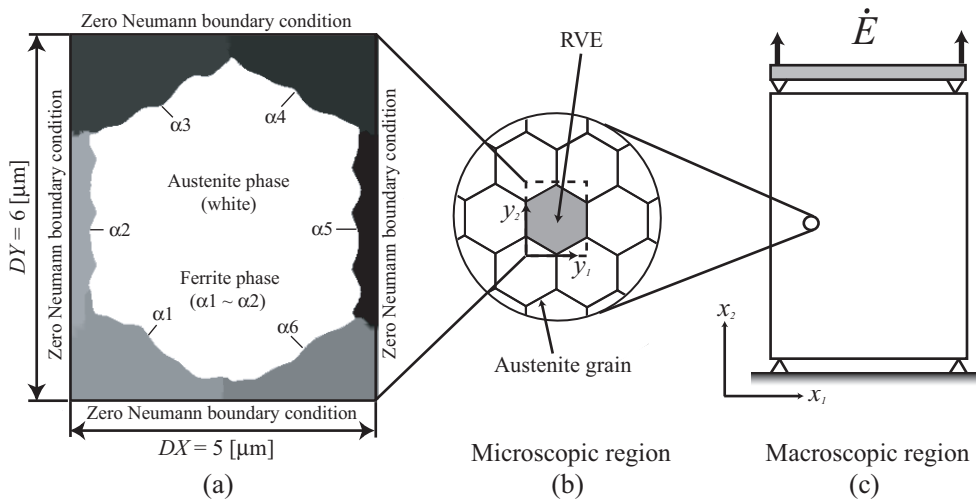 Zero Neumann boundary condition
Zero Neumann boundary condition
DY = 6 [μm]
α3
α4
Austenite phase
(white)
α2
α5
Ferrite phase
(α1 ~ α2)
α1
α6
Zero Neumann boundary condition
Zero Neumann boundary condition
DX = 5 [μm]
(a)
RVE
y2
y1
Austenite grain
Microscopic region
(b)
Ė
x2
x1
Macroscopic region
(c)